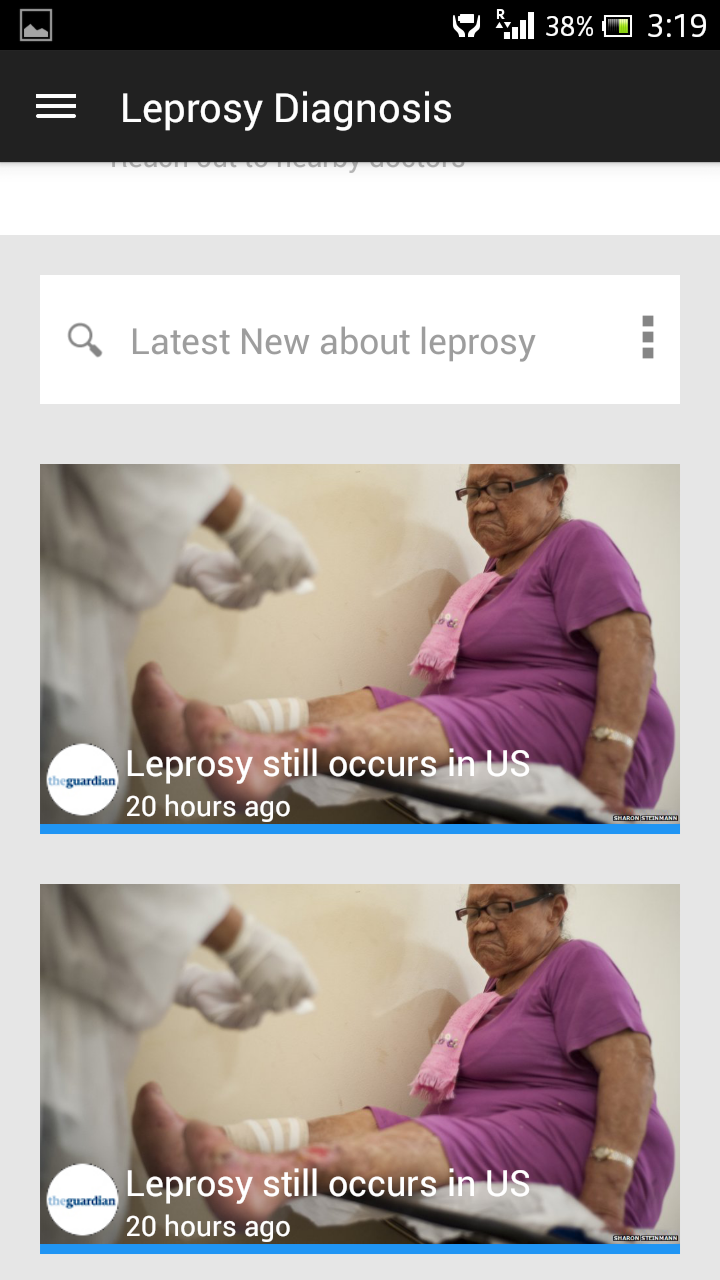 R
38%
3:19
Leprosy Diagnosis
Reach out to nearby doctors
Latest New about leprosy
theguardian
Leprosy still occurs in US
20 hours ago
SHARON STEINMANN
theguardian
Leprosy still occurs in US
20 hours ago
SHARON STEINMANN